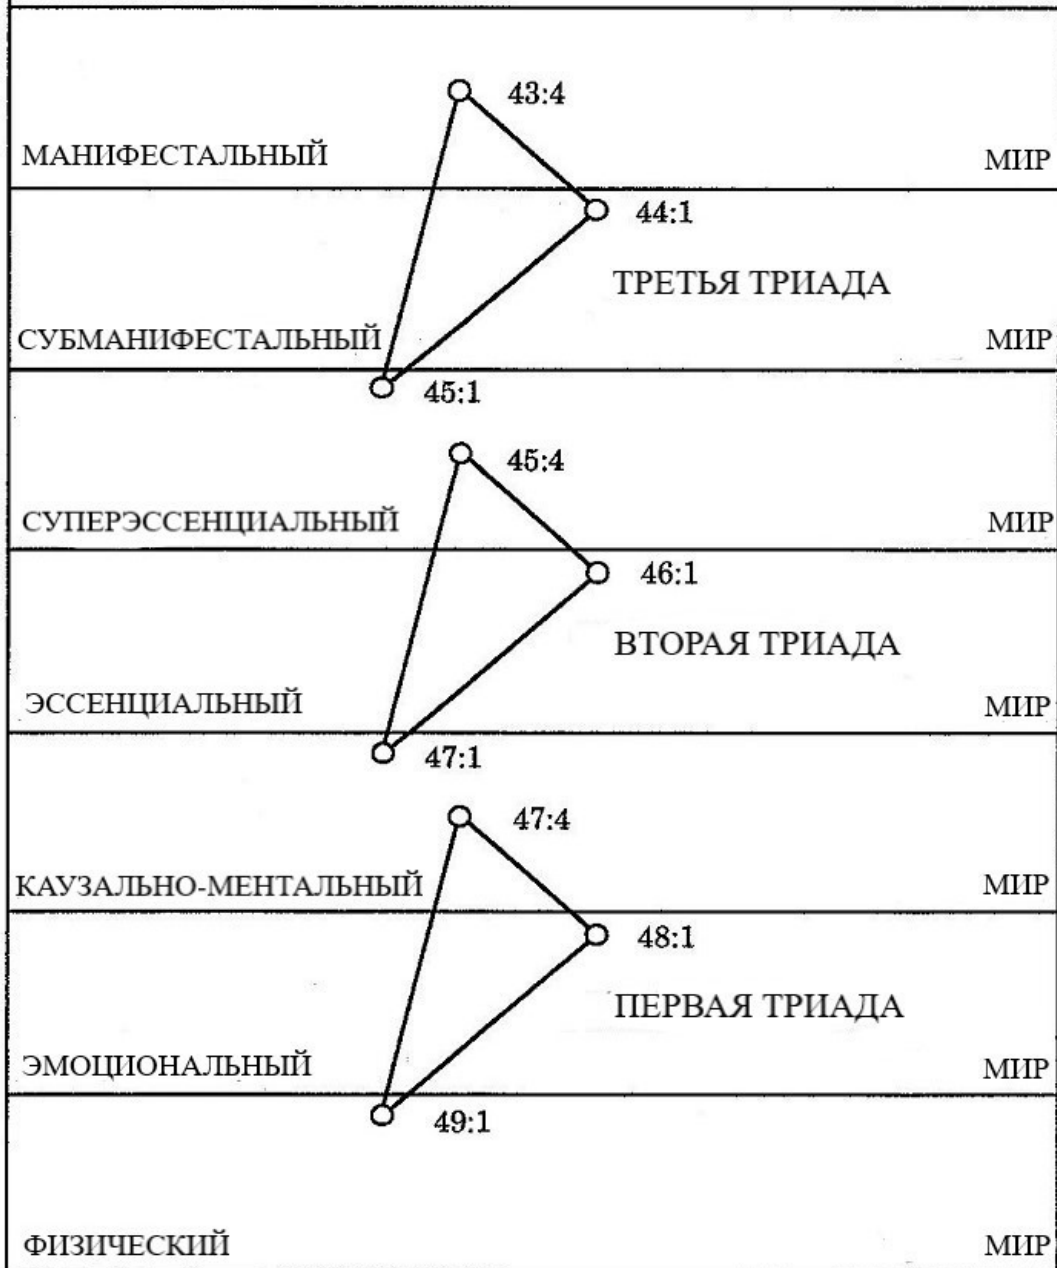 43:4
МАНИФЕСТАЛЬНЫЙ МИР
44:1
ТРЕТЬЯ ТРИАДА
СУБМАНИФЕСТАЛЬНЫЙ МИР
45:1
45:4
СУПЕРЭССЕНЦИАЛЬНЫЙ МИР
46:1
ВТОРАЯ ТРИАДА
ЭССЕНЦИАЛЬНЫЙ МИР
47:1
47:4
КАУЗАЛЬНО-МЕНТАЛЬНЫЙ МИР
48:1
ПЕРВАЯ ТРИАДА
ЭМОЦИОНАЛЬНЫЙ МИР
49:1
ФИЗИЧЕСКИЙ МИР